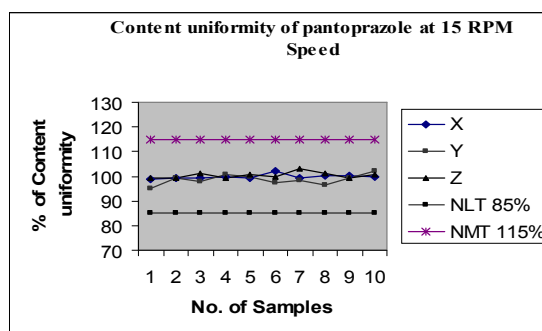 Content uniformity of pantoprazole at 15 RPM
Speed
% of Content
uniformity
130
120
110
100
90
80
70
1 2 3 4 5 6 7 8 9 10
No. of Samples
X
Y
Z
NLT 85%
NMT 115%